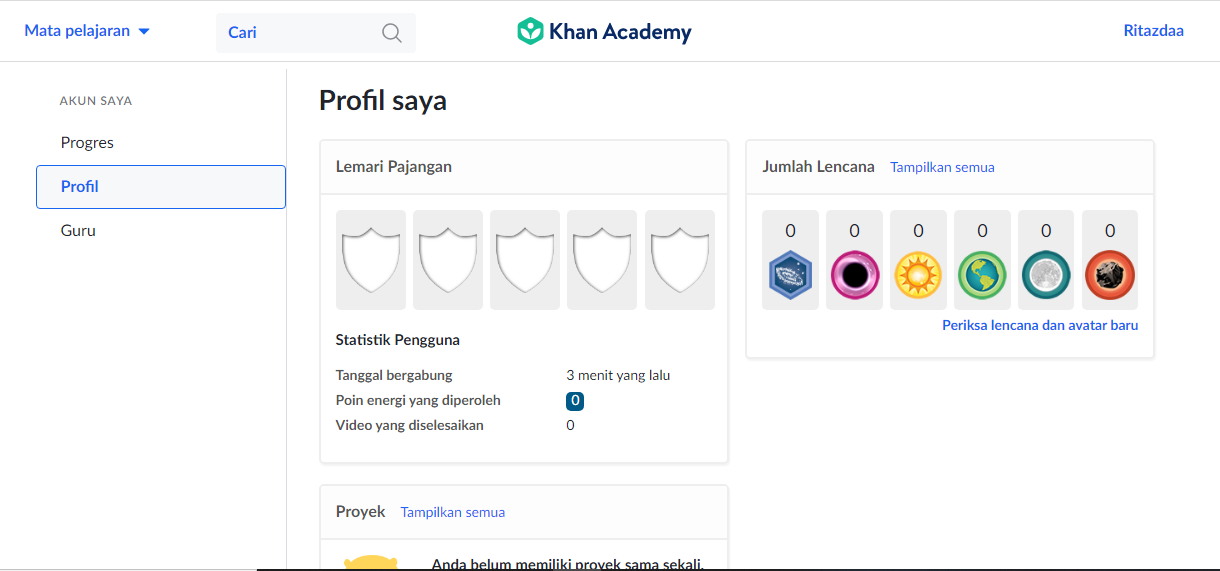 Mata pelajaran
Cari
Khan Academy
Ritazdaa
AKUN SAYA
Progres
Profil
Guru
Profil saya
Lemari Pajangan
Statistik Pengguna
Tanggal bergabung 3 menit yang lalu
Poin energi yang diperoleh 0
Video yang diselesaikan 0
Jumlah Lencana Tampilkan semua
0 0 0 0 0 0
Periksa lencana dan avatar baru
Proyek Tampilkan semua
Anda belum memiliki proyek sama sekali.